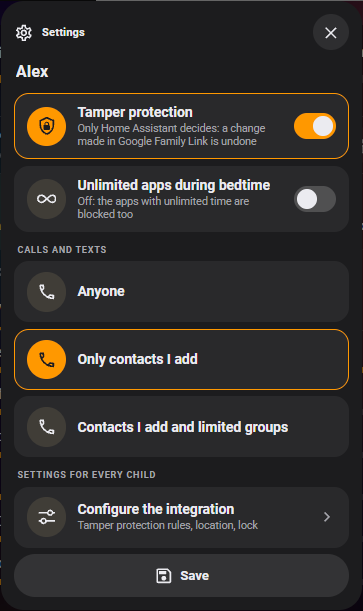 Settings
Alex
Tamper protection
Only Home Assistant decides: a change
made in Google Family Link is undone
Unlimited apps during bedtime
Off: the apps with unlimited time are
blocked too
CALLS AND TEXTS
Anyone
Only contacts I add
Contacts I add and limited groups
SETTINGS FOR EVERY CHILD
Configure the integration
Tamper protection rules, location, lock
Save